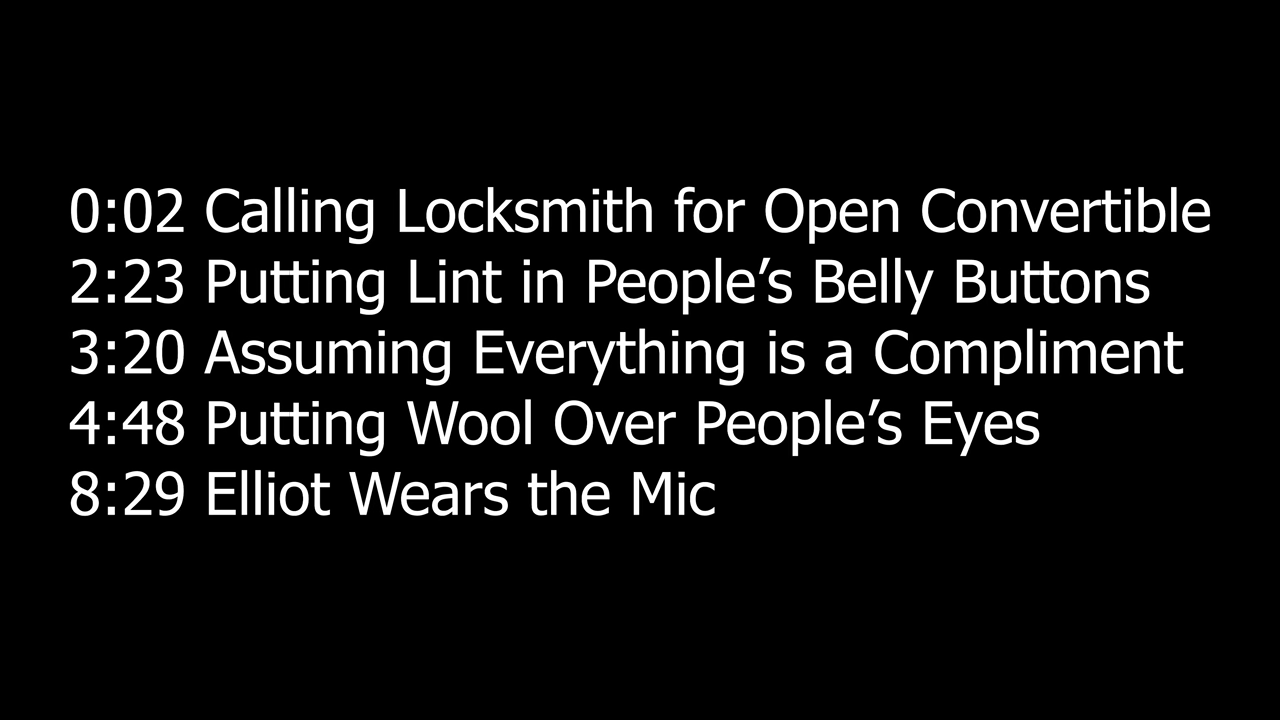 0:02 Calling Locksmith for Open Convertible
2:23 Putting Lint in People’s Belly Buttons
3:20 Assuming Everything is a Compliment
4:48 Putting Wool Over People’s Eyes
8:29 Elliot Wears the Mic